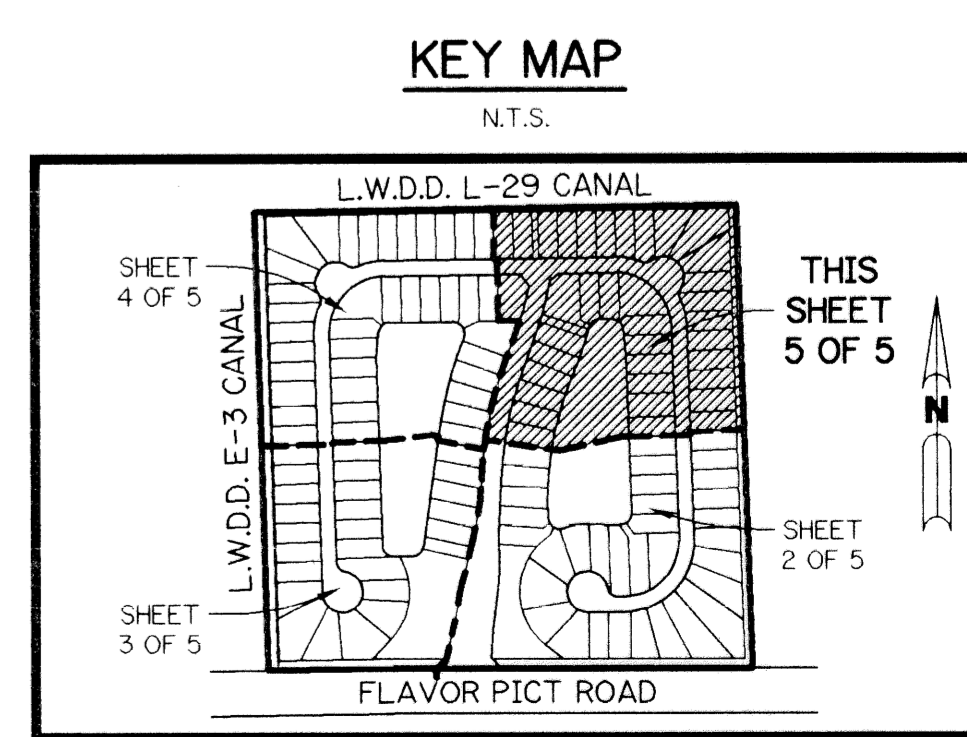 KEY MAP
N.T.S.
L.W.D.D. L-29 CANAL
SHEET
4 OF 5
THIS
SHEET
5 OF 5
L.W.D.D. E-3 CANAL
N
SHEET
2 OF 5
SHEET
3 OF 5
FLAVOR PICT ROAD